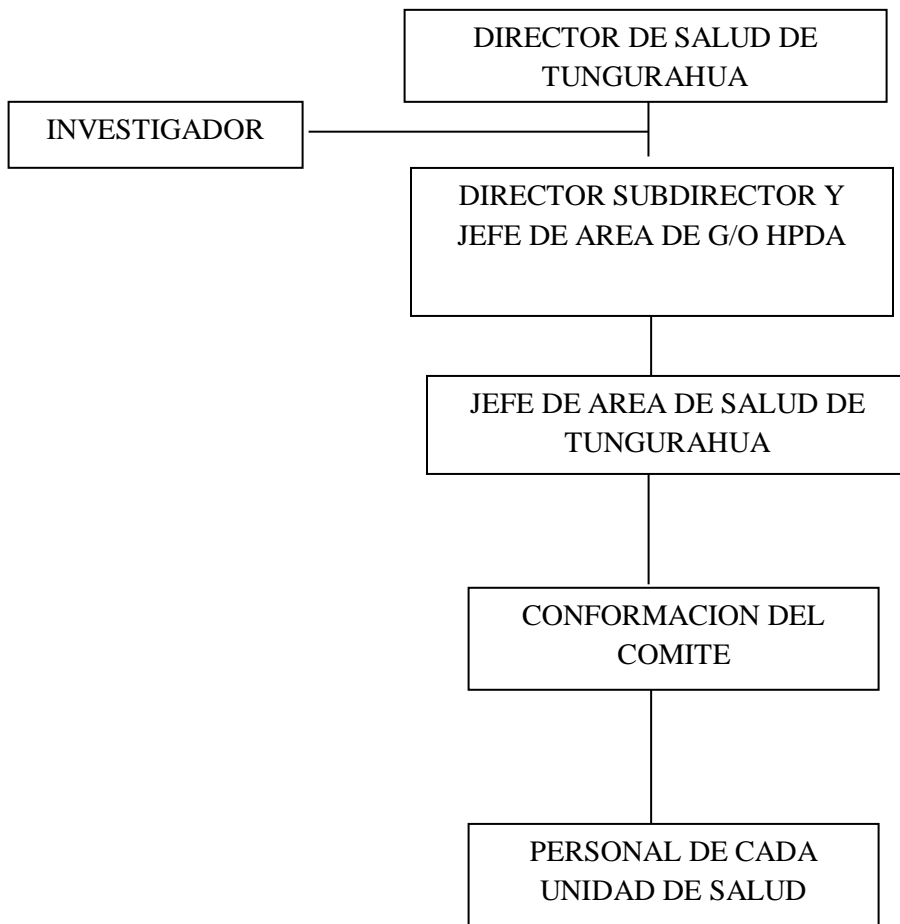 DIRECTOR DE SALUD DE
TUNGURAHUA
INVESTIGADOR
DIRECTOR SUBDIRECTOR Y
JEFE DE AREA DE G/O HPDA
JEFE DE AREA DE SALUD DE
TUNGURAHUA
CONFORMACION DEL
COMITE
PERSONAL DE CADA
UNIDAD DE SALUD